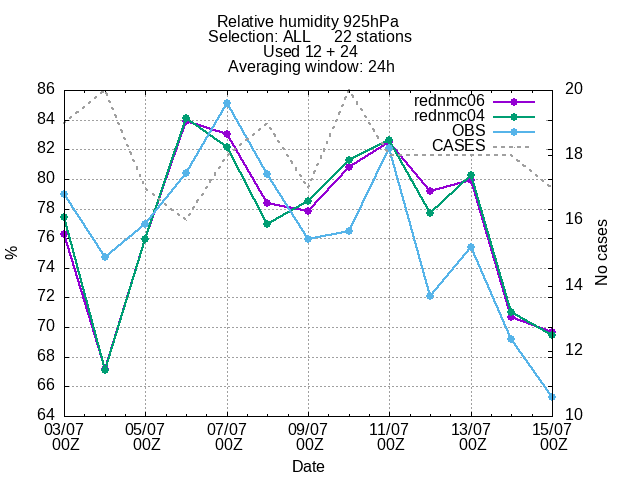 Relative humidity 925hPa
Selection: ALL 22 stations
Used 12 + 24
Averaging window: 24h
rednmc06
rednmc04
OBS
CASES
86
84
82
80
78
76
74
72
70
68
66
64
%
20
18
16
14
12
10
No cases
03/07 05/07 07/07 09/07 11/07 13/07 15/07
00Z 00Z 00Z 00Z 00Z 00Z 00Z
Date